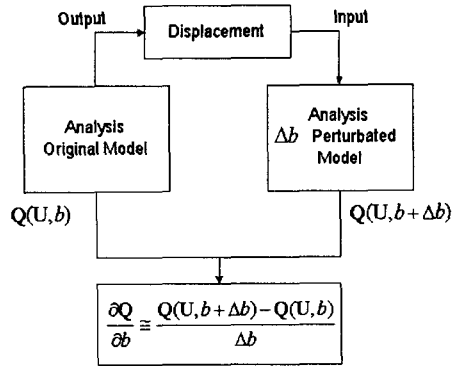 Output
Input
Displacement
Analysis
Original Model
Analysis
Δb Perturbated
Model
Q(U,b)
Q(U,b+Δb)
∂Q/∂b ≅ Q(U,b+Δb)−Q(U,b)/Δb